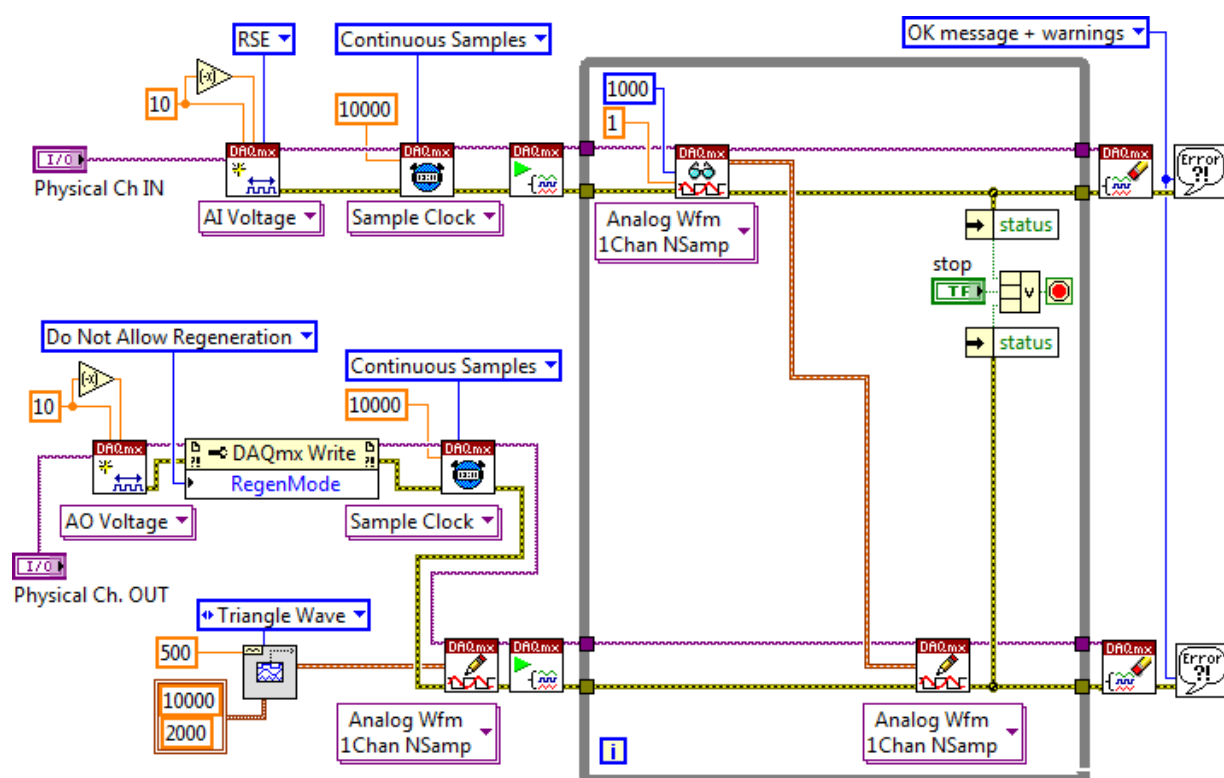 RSE
Continuous Samples
OK message + warnings
(-x)
10
10000
1000
1
I/O
DAQmx
DAQmx
DAQmx
DAQmx
DAQmx
Error
?!
Physical Ch IN
AI Voltage
Sample Clock
Analog Wfm
1Chan NSamp
status
stop
TF
v
status
Do Not Allow Regeneration
Continuous Samples
(-x)
10
10000
DAQmx
DAQmx Write
RegenMode
?!
?!
DAQmx
AO Voltage
Sample Clock
I/O
Physical Ch. OUT
Triangle Wave
500
10000
2000
DAQmx
DAQmx
DAQmx
DAQmx
Error
?!
Analog Wfm
1Chan NSamp
Analog Wfm
1Chan NSamp
i